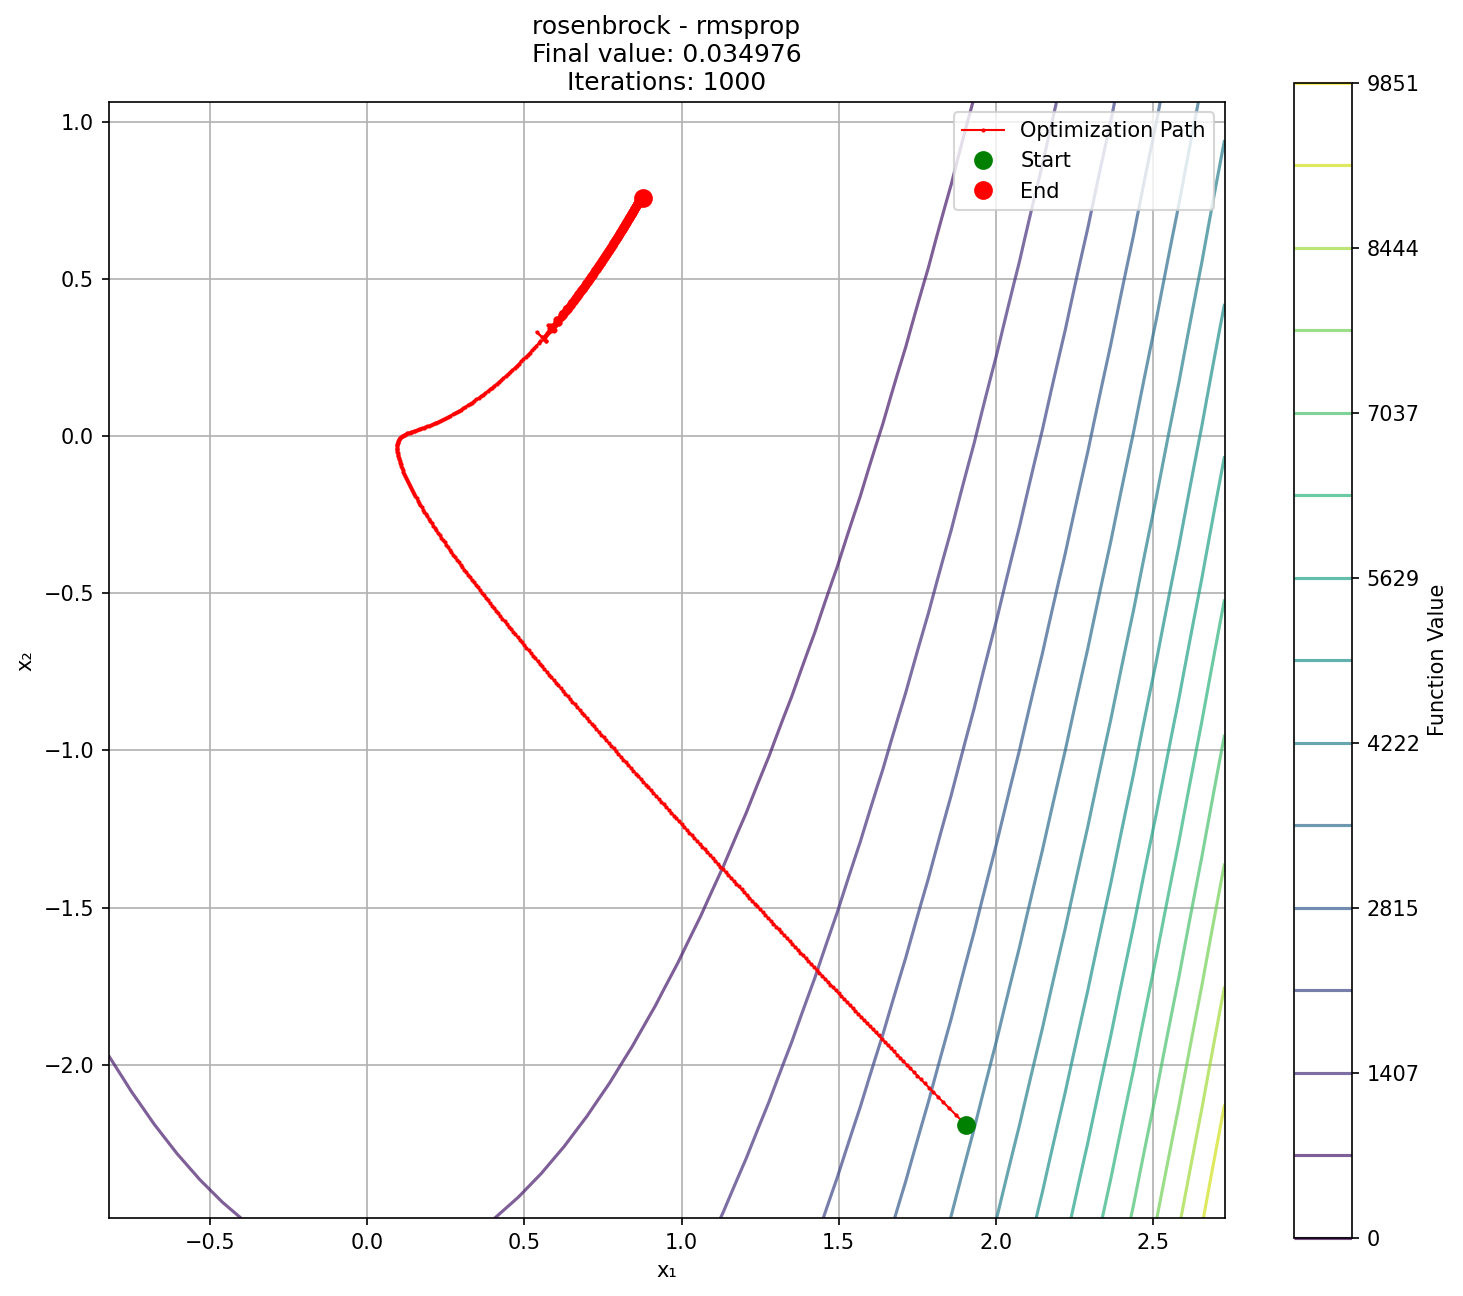 rosenbrock - rmsprop
Final value: 0.034976
Iterations: 1000
Optimization Path
Start
End
1.0
0.5
0.0
−0.5
−1.0
−1.5
−2.0
x₂
−0.5
0.0
0.5
1.0
1.5
2.0
2.5
x₁
9851
8444
7037
5629
4222
2815
1407
0
Function Value